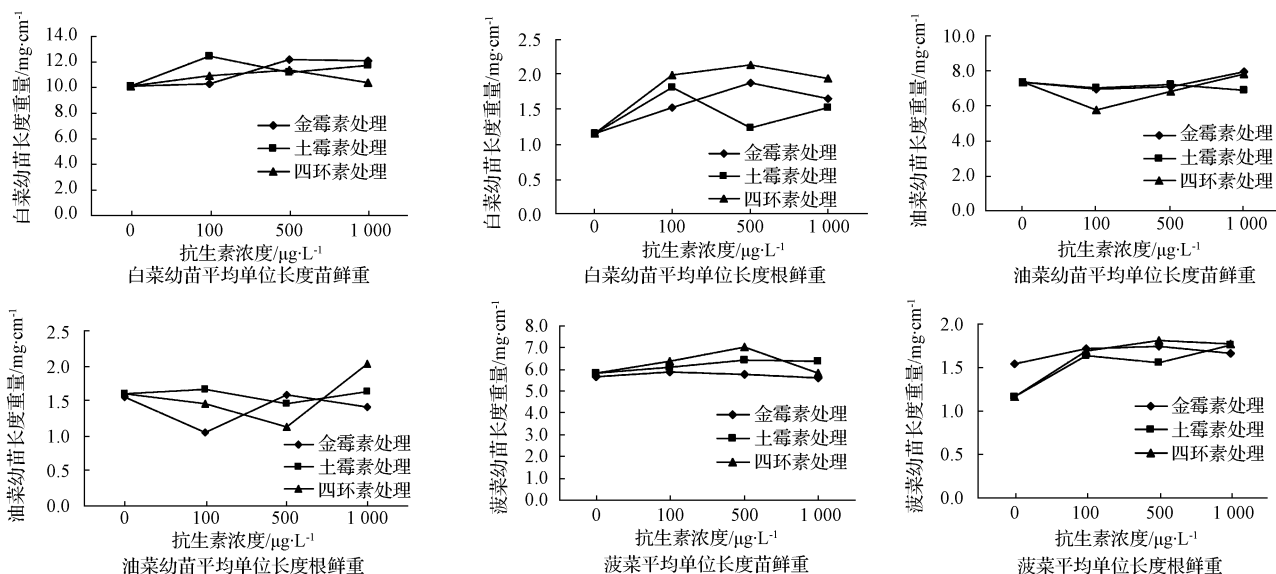 白菜幼苗长度重量/mg·cm⁻¹
14.0
12.0
10.0
8.0
6.0
4.0
2.0
0.0
金霉素处理
土霉素处理
四环素处理
0 100 500 1 000
抗生素浓度/μg·L⁻¹
白菜幼苗平均单位长度苗鲜重
白菜幼苗长度重量/mg·cm⁻¹
2.5
2.0
1.5
1.0
0.5
0.0
金霉素处理
土霉素处理
四环素处理
0 100 500 1 000
抗生素浓度/μg·L⁻¹
白菜幼苗平均单位长度根鲜重
油菜幼苗长度重量/mg·cm⁻¹
10.0
8.0
6.0
4.0
2.0
0.0
金霉素处理
土霉素处理
四环素处理
0 100 500 1 000
抗生素浓度/μg·L⁻¹
油菜幼苗平均单位长度苗鲜重
油菜幼苗长度重量/mg·cm⁻¹
2.5
2.0
1.5
1.0
0.5
0.0
金霉素处理
土霉素处理
四环素处理
0 100 500 1 000
抗生素浓度/μg·L⁻¹
油菜幼苗平均单位长度根鲜重
菠菜幼苗长度重量/mg·cm⁻¹
8.0
7.0
6.0
5.0
4.0
3.0
2.0
1.0
0.0
金霉素处理
土霉素处理
四环素处理
0 100 500 1 000
抗生素浓度/μg·L⁻¹
菠菜平均单位长度苗鲜重
菠菜幼苗长度重量/mg·cm⁻¹
2.0
1.5
1.0
0.5
0.0
金霉素处理
土霉素处理
四环素处理
0 100 500 1 000
抗生素浓度/μg·L⁻¹
菠菜平均单位长度根鲜重